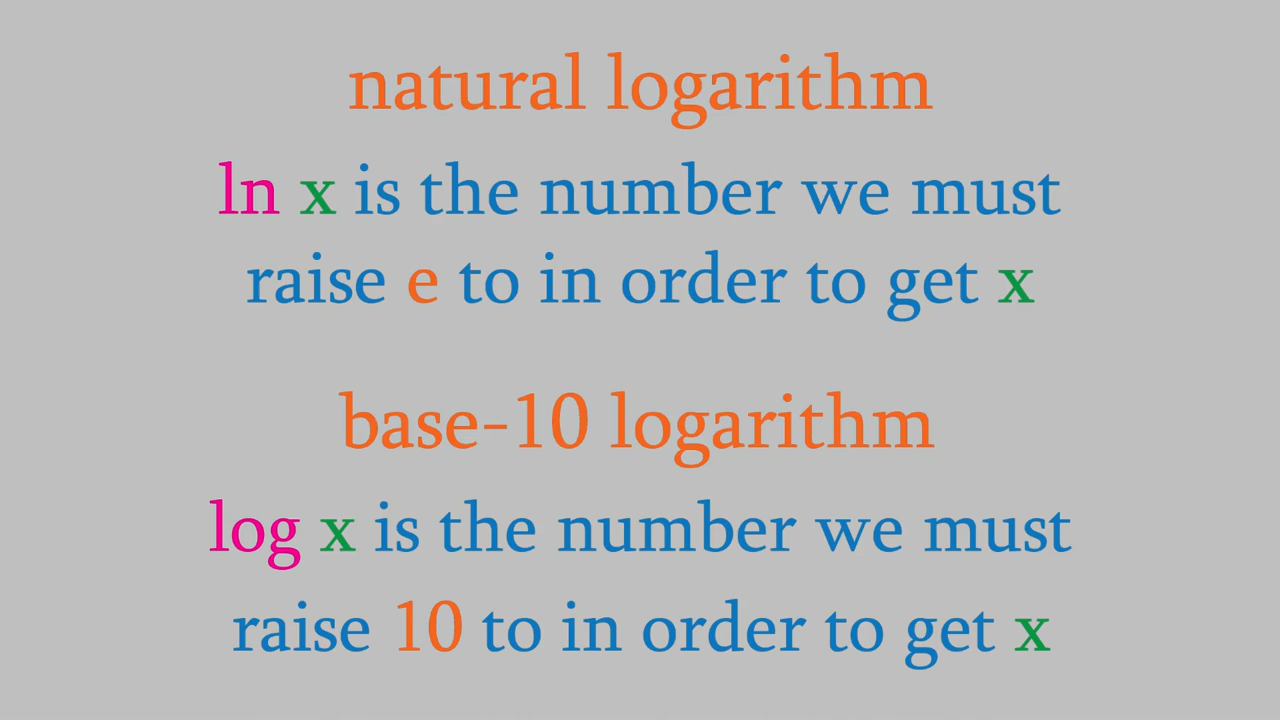 natural logarithm
ln x is the number we must
raise e to in order to get x
base-10 logarithm
log x is the number we must
raise 10 to in order to get x